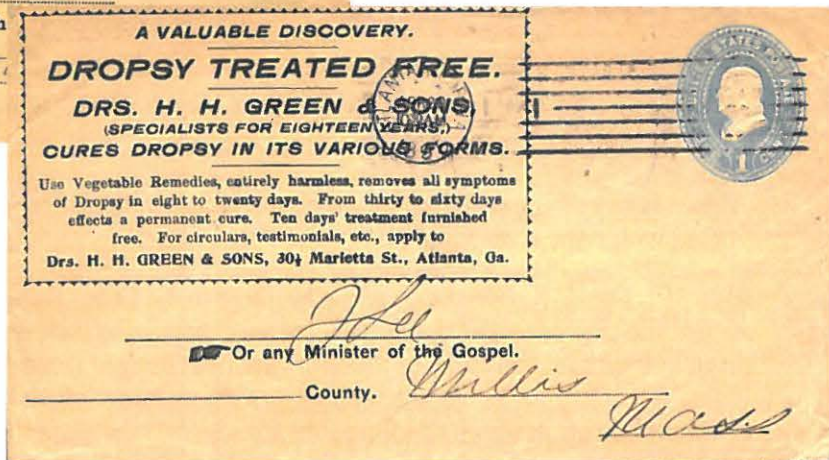 A VALUABLE DISCOVERY.
DROPSY TREATED FREE.
DRS. H. H. GREEN & SONS,
(SPECIALISTS FOR EIGHTEEN YEARS,)
CURES DROPSY IN ITS VARIOUS FORMS.
Use Vegetable Remedies, entirely harmless, removes all symptoms
of Dropsy in eight to twenty days. From thirty to sixty days
effects a permanent cure. Ten days' treatment furnished
free. For circulars, testimonials, etc., apply to
Drs. H. H. GREEN & SONS, 30½ Marietta St., Atlanta, Ga.
1
J Lee
Or any Minister of the Gospel.
County. Millis
Mass